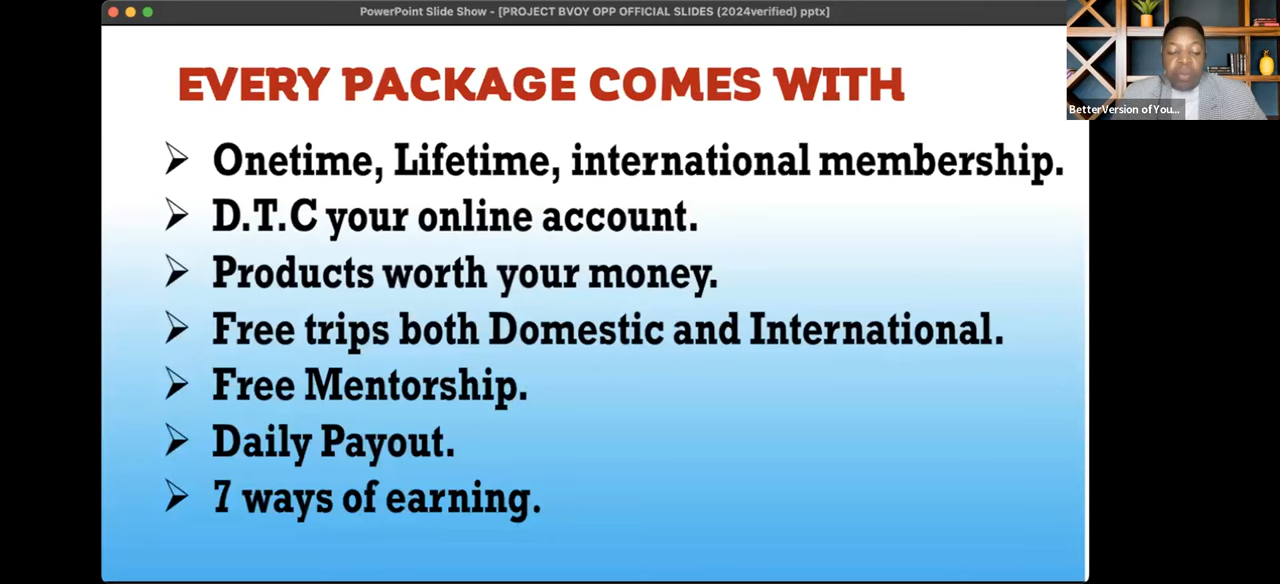 PowerPoint Slide Show - [PROJECT BVOY OPP OFFICIAL SLIDES (2024verified) pptx]
EVERY PACKAGE COMES WITH
Onetime, Lifetime, international membership.
D.T.C your online account.
Products worth your money.
Free trips both Domestic and International.
Free Mentorship.
Daily Payout.
7 ways of earning.
BetterVersion of You...